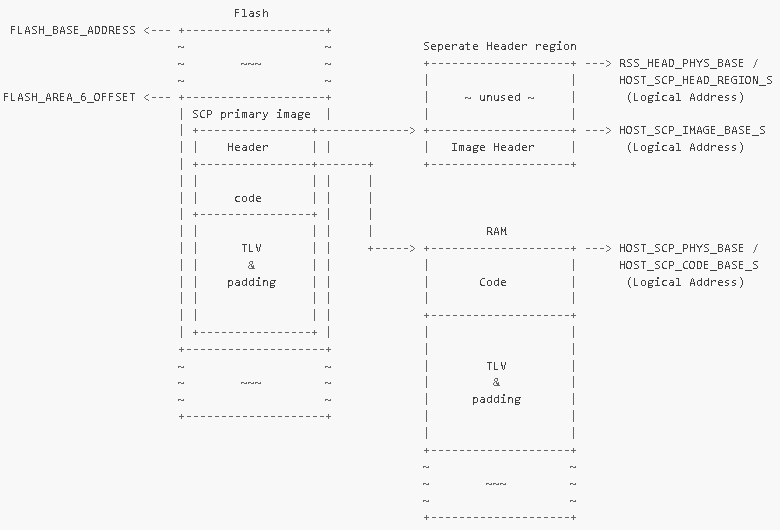 Flash
FLASH_BASE_ADDRESS <--- +--------------------+
~ ~
~ ~~~ ~ Seperate Header region
~ ~ +--------------------+ ---> RSS_HEAD_PHYS_BASE /
| | HOST_SCP_HEAD_REGION_S
FLASH_AREA_6_OFFSET <--- +--------------------+ | ~ unused ~ | (Logical Address)
| SCP primary image |
| +----------------+-------------> +--------------------+ ---> HOST_SCP_IMAGE_BASE_S
| | Header | | | Image Header | (Logical Address)
| +----------------+-------+ +--------------------+
| | | | |
| | code | | |
| +----------------+ | |
| | | | | RAM
| | TLV | | +-----> +--------------------+ ---> HOST_SCP_PHYS_BASE /
| | & | | | | HOST_SCP_CODE_BASE_S
| | padding | | | Code | (Logical Address)
| | | | | |
| | | | +--------------------+
| +----------------+ | | |
+--------------------+ | |
~ ~ | TLV |
~ ~~~ ~ | & |
~ ~ | padding |
+--------------------+ | |
| |
+--------------------+
~ ~
~ ~~~ ~
~ ~
+--------------------+